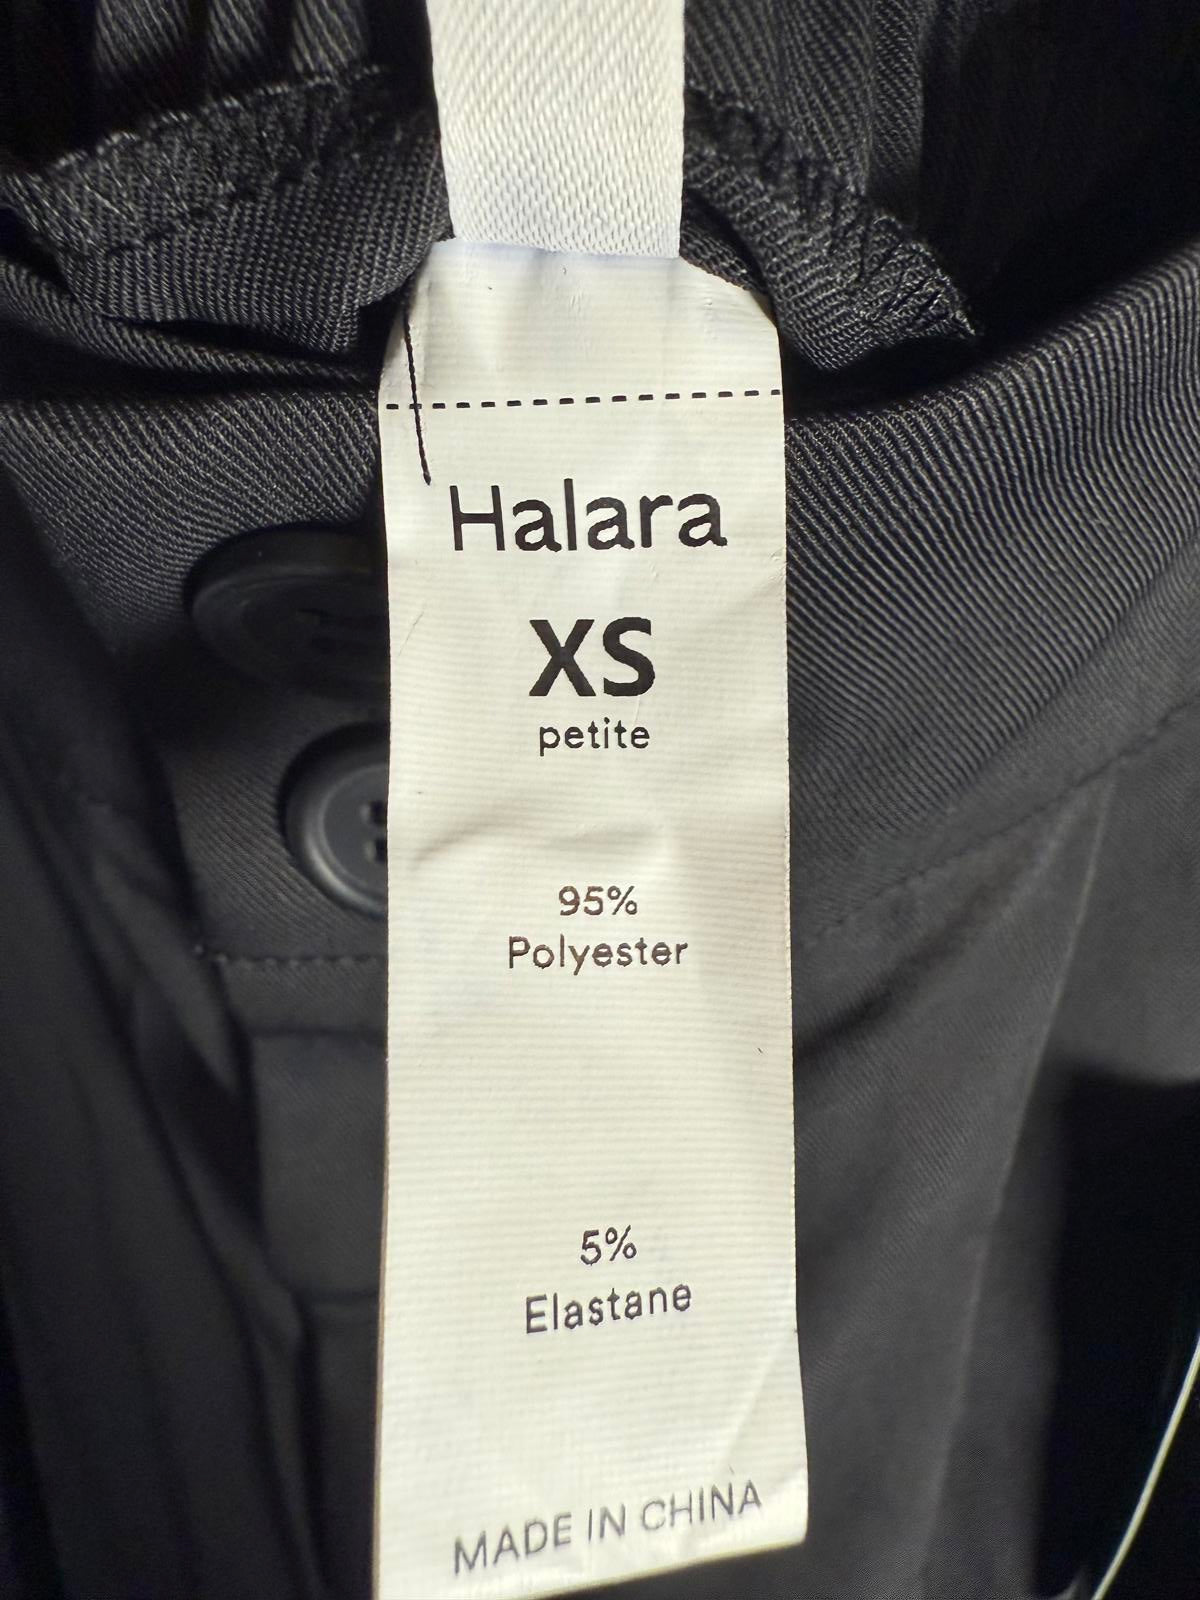 Halara
XS
petite
95%
Polyester
5%
Elastane
MADE IN CHINA